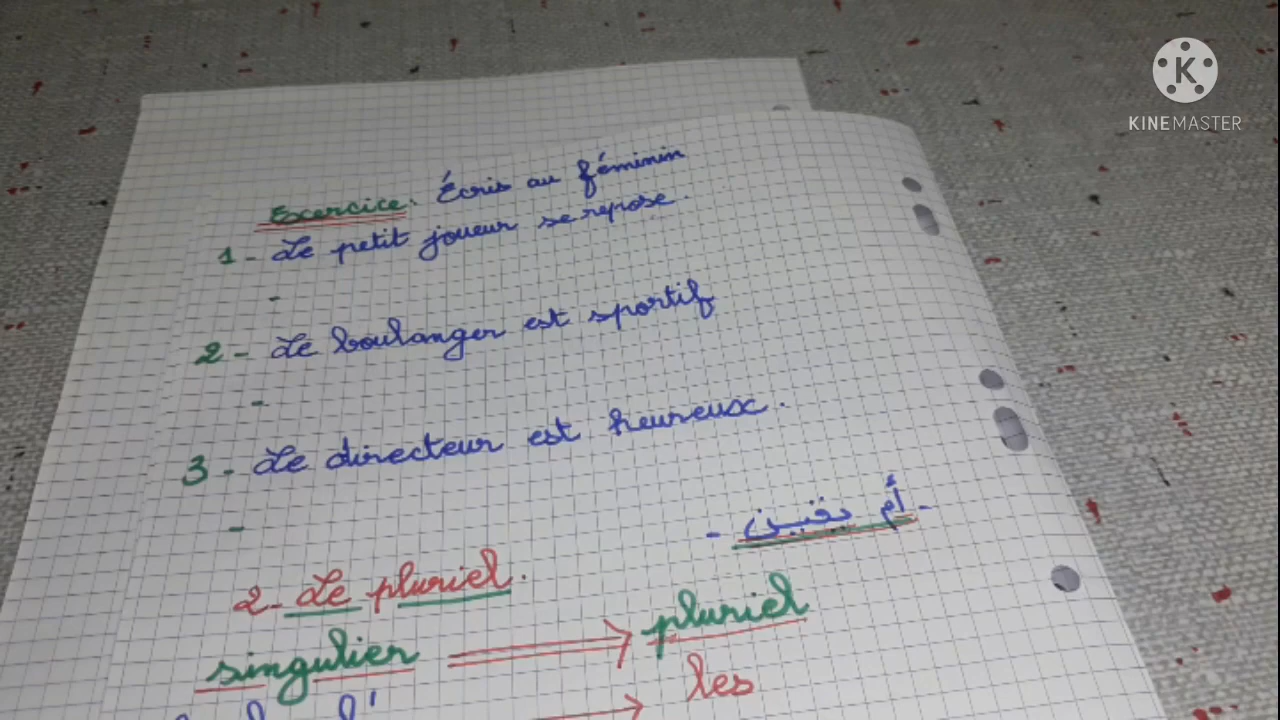 KINEMASTER
Exercice. Écris au féminin
1 - Le petit joueur se repose.
-
2 - Le boulanger est sportif
-
3 - Le directeur est heureux.
-
- أم يقين -
2 - Le pluriel.
singulier ⟹ pluriel
l' → les